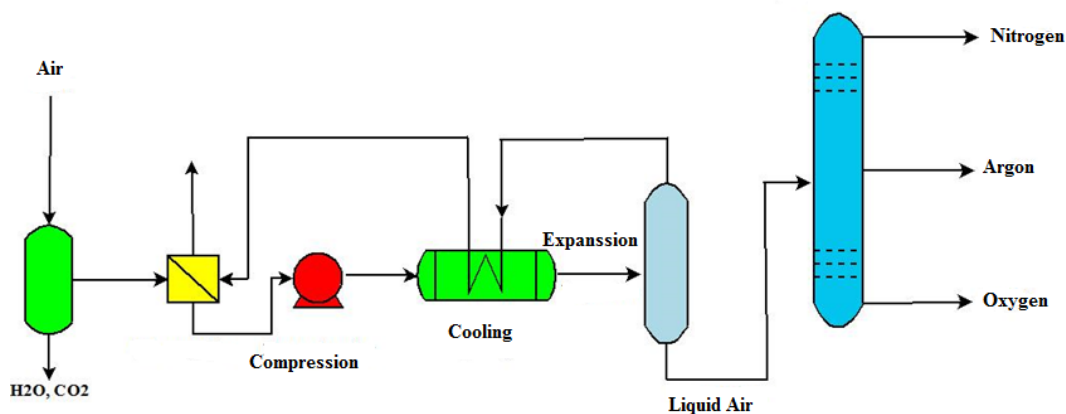 Air
Nitrogen
Argon
Expanssion
Cooling
Compression
Oxygen
H2O, CO2
Liquid Air